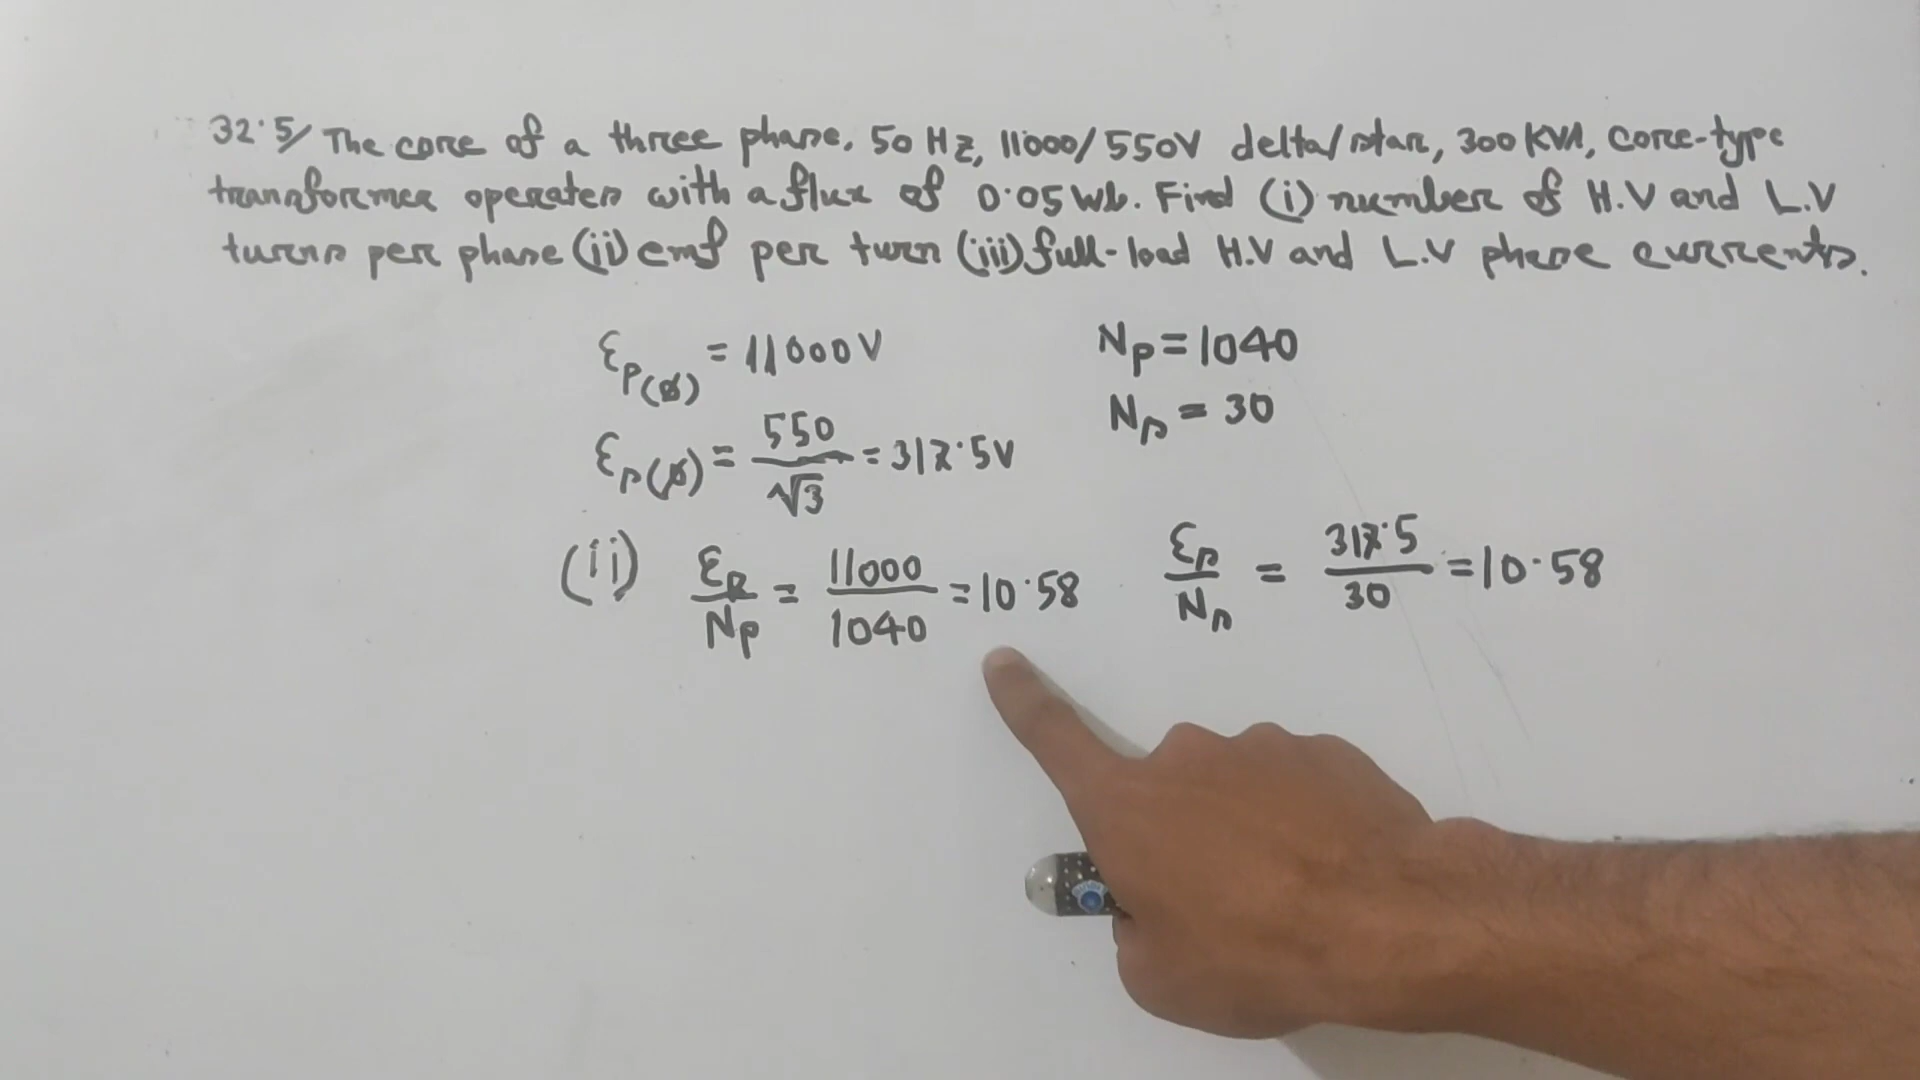 32.5/ The core of a three phase, 50 Hz, 11000/550V delta/star, 300 KVA, core-type
transformer operates with a flux of 0.05 Wb. Find (i) number of H.V and L.V
turns per phase (ii) emf per turn (iii) full-load H.V and L.V phase currents.
Ep(ø) = 11000V
Np = 1040
Es(ø) = 550/√3 = 317.5V
Ns = 30
(ii) Ep/Np = 11000/1040 = 10.58
Es/Ns = 317.5/30 = 10.58